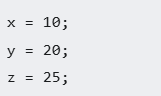 x = 10;
y = 20;
z = 25;